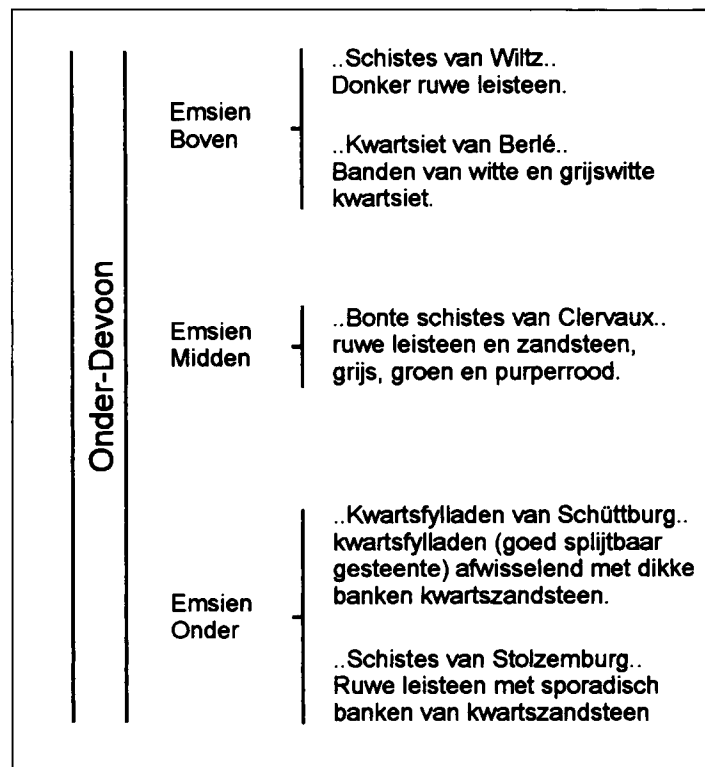 Onder-Devoon
Emsien
Boven
..Schistes van Wiltz..
Donker ruwe leisteen.
..Kwartsiet van Berlé..
Banden van witte en grijswitte
kwartsiet.
Emsien
Midden
..Bonte schistes van Clervaux..
ruwe leisteen en zandsteen,
grijs, groen en purperrood.
Emsien
Onder
..Kwartsfylladen van Schüttburg..
kwartsfylladen (goed splijtbaar
gesteente) afwisselend met dikke
banken kwartszandsteen.
..Schistes van Stolzemburg..
Ruwe leisteen met sporadisch
banken van kwartszandsteen